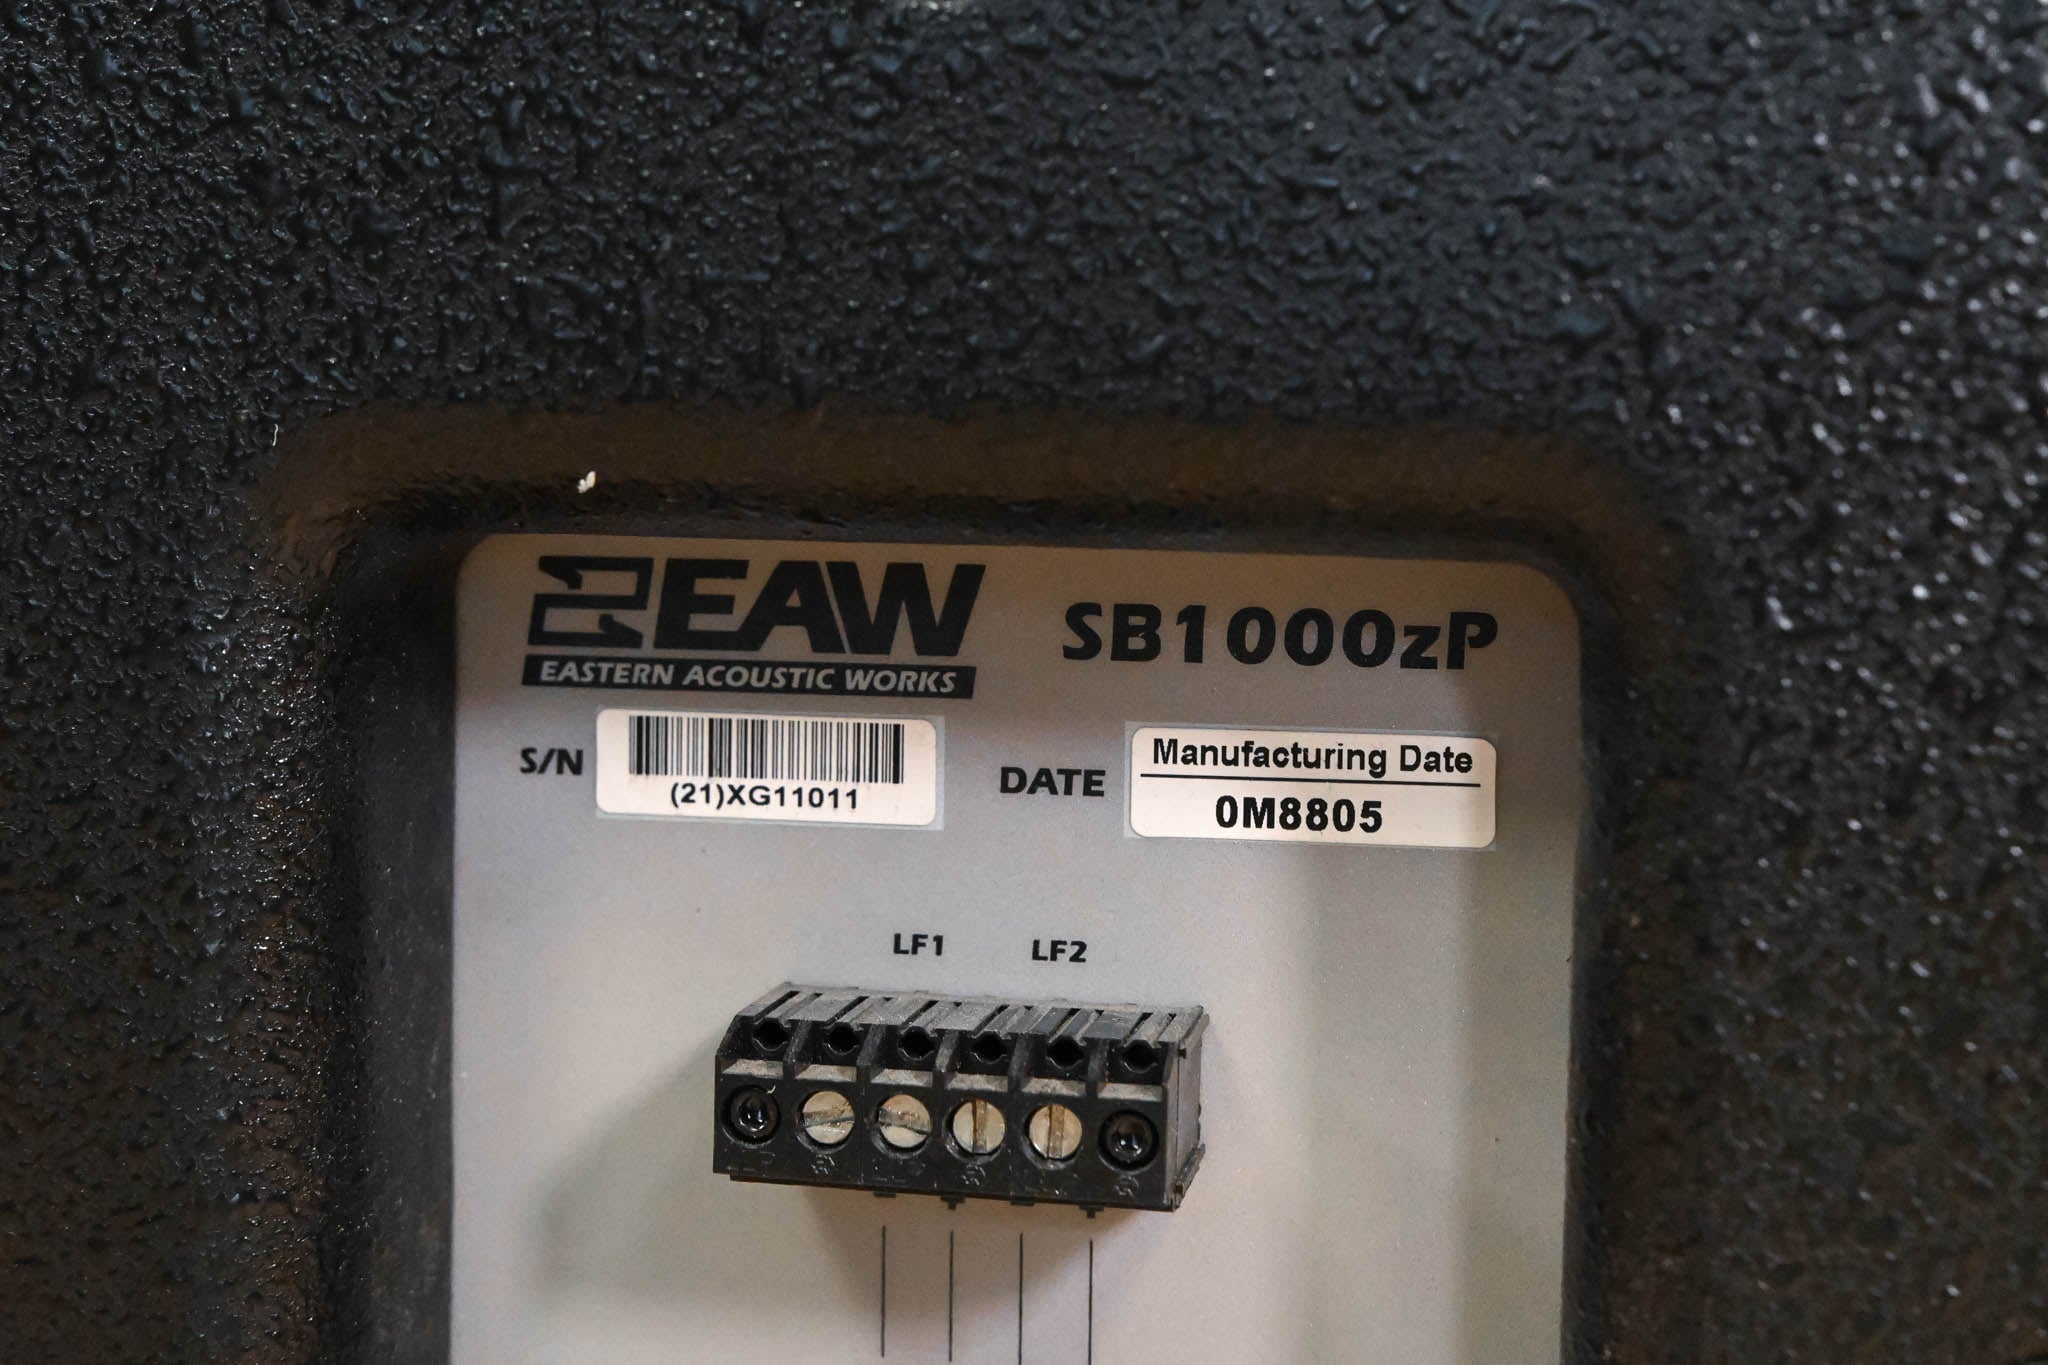 EAW
EASTERN ACOUSTIC WORKS
SB1000zP
S/N
(21)XG11011
DATE
Manufacturing Date
0M8805
LF1
LF2